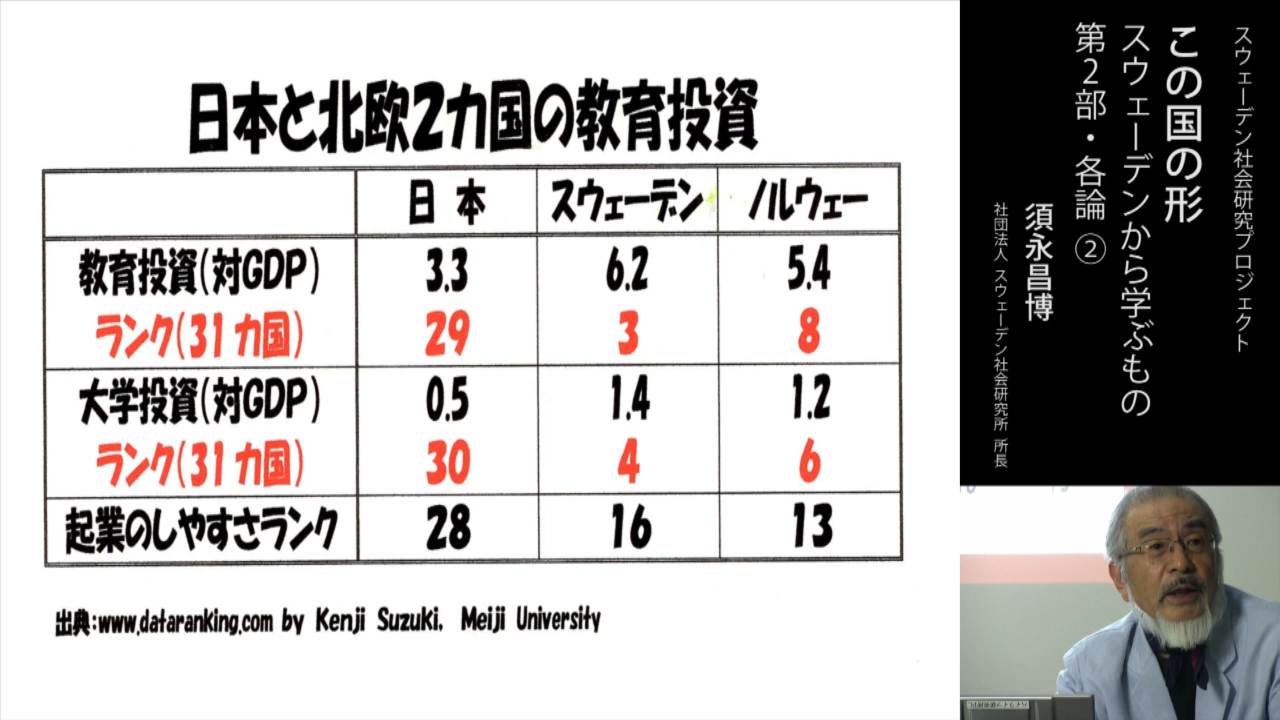 日本と北欧2カ国の教育投資
日本 スウェーデン ノルウェー
教育投資(対GDP) 3.3 6.2 5.4
ランク(31カ国) 29 3 8
大学投資(対GDP) 0.5 1.4 1.2
ランク(31カ国) 30 4 6
起業のしやすさランク 28 16 13
出典:www.dataranking.com by Kenji Suzuki, Meiji University
スウェーデン社会研究プロジェクト
この国の形
スウェーデンから学ぶもの
第2部・各論②
須永昌博
社団法人 スウェーデン社会研究所 所長